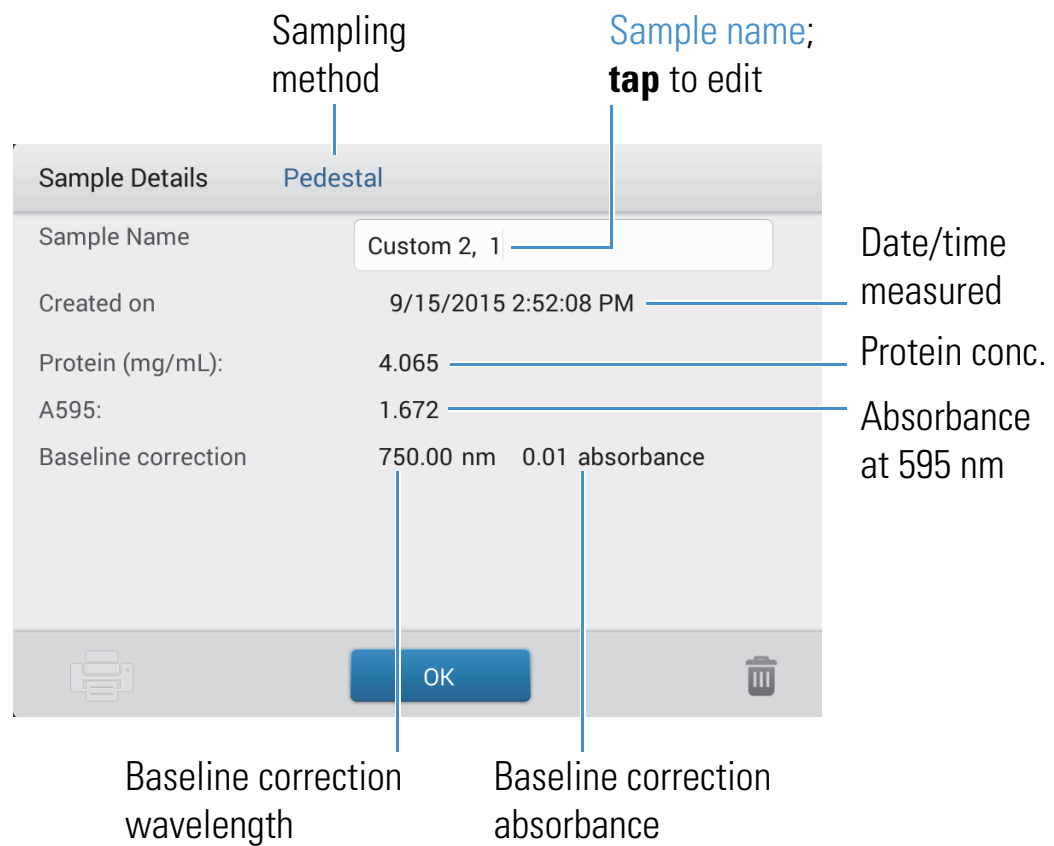 Sampling
method
Sample name;
tap to edit
Sample Details Pedestal
Sample Name Custom 2, 1
Created on 9/15/2015 2:52:08 PM
Date/time
measured
Protein (mg/mL): 4.065
Protein conc.
A595: 1.672
Absorbance
at 595 nm
Baseline correction 750.00 nm 0.01 absorbance
OK
Baseline correction
wavelength
Baseline correction
absorbance